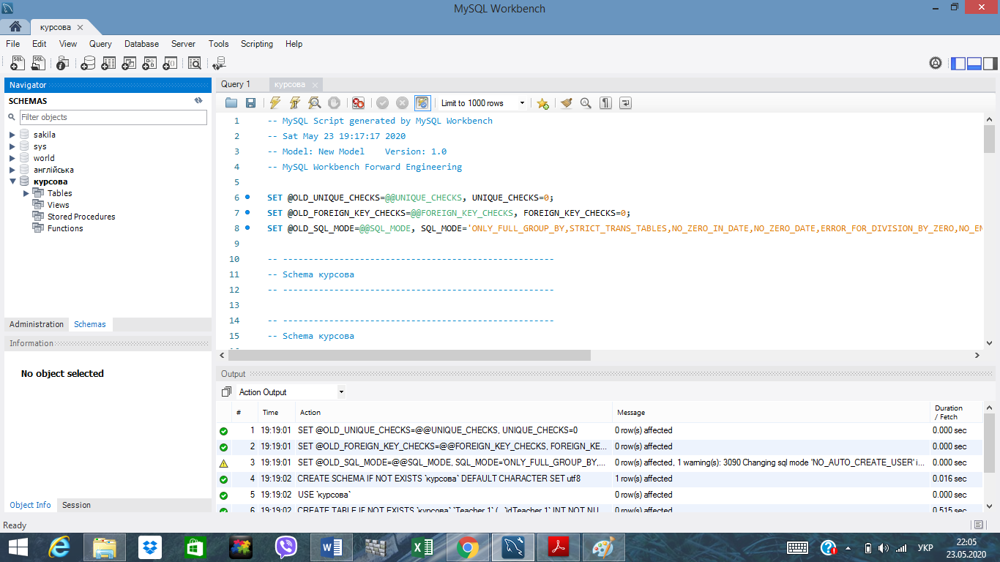 MySQL Workbench
курсова
File Edit View Query Database Server Tools Scripting Help
Navigator
SCHEMAS
Filter objects
sakila
sys
world
англійська
курсова
Tables
Views
Stored Procedures
Functions
Administration Schemas
Information
No object selected
Object Info Session
Query 1 курсова
Limit to 1000 rows
1 -- MySQL Script generated by MySQL Workbench
2 -- Sat May 23 19:17:17 2020
3 -- Model: New Model    Version: 1.0
4 -- MySQL Workbench Forward Engineering
5
6 SET @OLD_UNIQUE_CHECKS=@@UNIQUE_CHECKS, UNIQUE_CHECKS=0;
7 SET @OLD_FOREIGN_KEY_CHECKS=@@FOREIGN_KEY_CHECKS, FOREIGN_KEY_CHECKS=0;
8 SET @OLD_SQL_MODE=@@SQL_MODE, SQL_MODE='ONLY_FULL_GROUP_BY,STRICT_TRANS_TABLES,NO_ZERO_IN_DATE,NO_ZERO_DATE,ERROR_FOR_DIVISION_BY_ZERO,NO_EN
9
10 -- -----------------------------------------------------
11 -- Schema курсова
12 -- -----------------------------------------------------
13
14 -- -----------------------------------------------------
15 -- Schema курсова
Output
Action Output
# Time Action Message Duration / Fetch
1 19:19:01 SET @OLD_UNIQUE_CHECKS=@@UNIQUE_CHECKS, UNIQUE_CHECKS=0 0 row(s) affected 0.000 sec
2 19:19:01 SET @OLD_FOREIGN_KEY_CHECKS=@@FOREIGN_KEY_CHECKS, FOREIGN_KE... 0 row(s) affected 0.000 sec
3 19:19:01 SET @OLD_SQL_MODE=@@SQL_MODE, SQL_MODE='ONLY_FULL_GROUP_BY,... 0 row(s) affected, 1 warning(s): 3090 Changing sql mode 'NO_AUTO_CREATE_USER' i... 0.000 sec
4 19:19:02 CREATE SCHEMA IF NOT EXISTS `курсова` DEFAULT CHARACTER SET utf8 1 row(s) affected 0.016 sec
5 19:19:02 USE `курсова` 0 row(s) affected 0.000 sec
6 19:19:02 CREATE TABLE IF NOT EXISTS `курсова`.`Teacher 1` ( `idTeacher 1` INT NOT NU... 0 row(s) affected 0.515 sec
Ready
УКР
22:05
23.05.2020